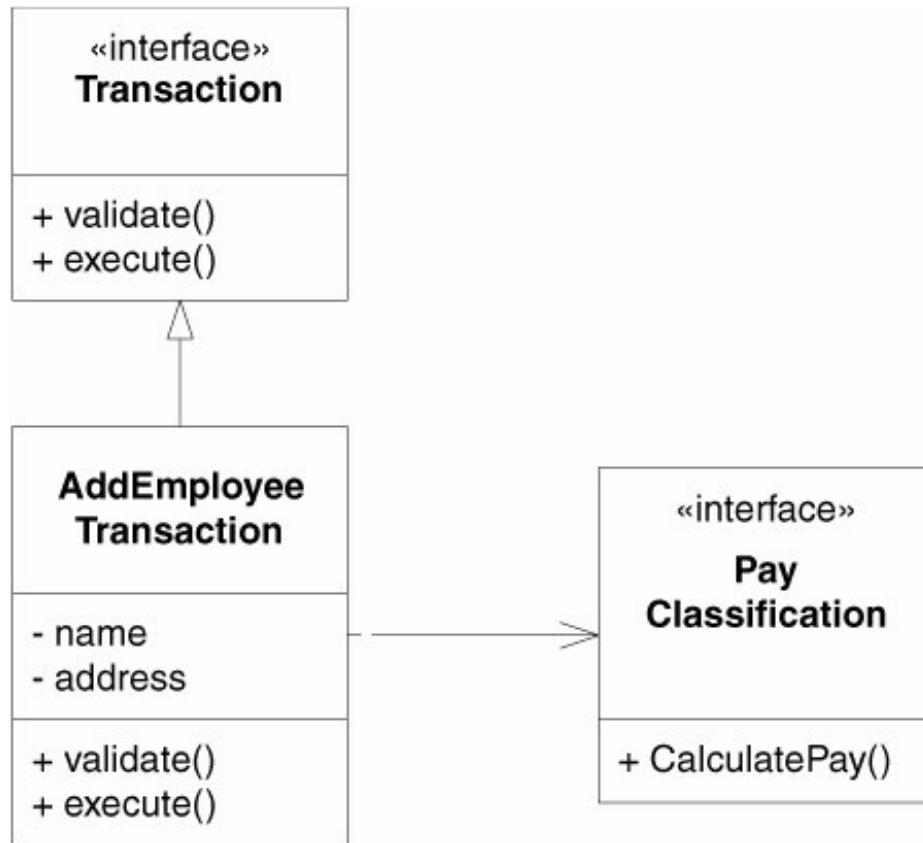 «interface»
Transaction
+ validate()
+ execute()
AddEmployee
Transaction
- name
- address
+ validate()
+ execute()
«interface»
Pay
Classification
+ CalculatePay()